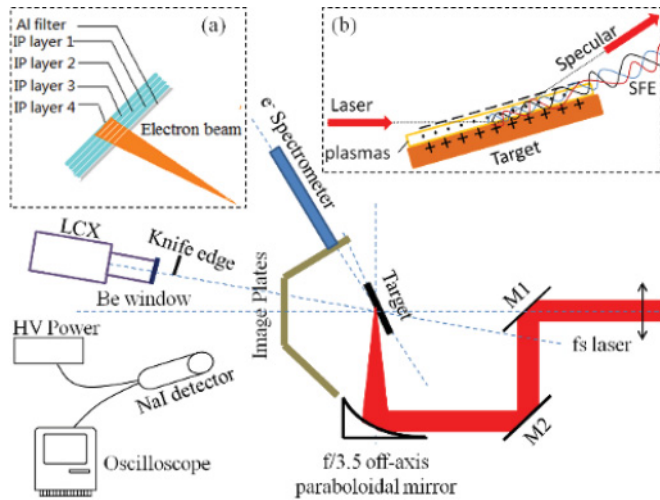 (a)
Al filter
IP layer 1
IP layer 2
IP layer 3
IP layer 4
Electron beam
(b)
Specular
SFE
Laser
plasmas
Target
e⁻ Spectrometer
LCX
Knife edge
Be window
Image Plates
Target
M1
fs laser
M2
HV Power
NaI detector
Oscilloscope
f/3.5 off-axis
paraboloidal mirror